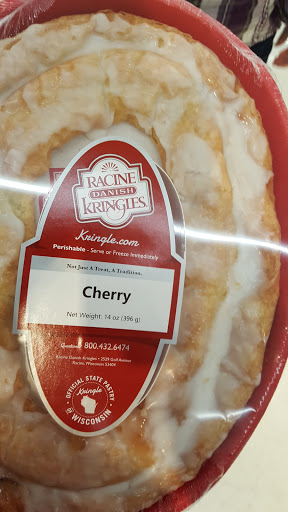 RACINE
DANISH
KRINGLES
Kringle.com
Perishable - Serve or Freeze Immediately
Not Just A Treat, A Tradition.
Cherry
Net Weight: 14 oz (396 g)
Questions? 800.432.6474
Racine Danish Kringles • 2529 Golf Avenue
Racine, Wisconsin 53404
OFFICIAL STATE PASTRY
Kringle
WISCONSIN